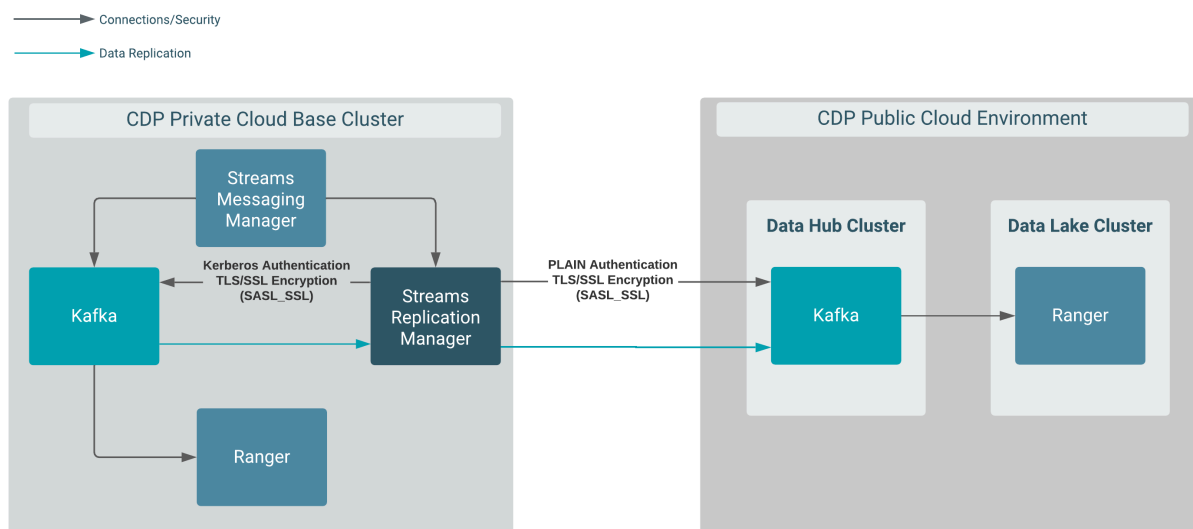 Connections/Security
Data Replication
CDP Private Cloud Base Cluster
CDP Public Cloud Environment
Streams
Messaging
Manager
Kerberos Authentication
TLS/SSL Encryption
(SASL_SSL)
PLAIN Authentication
TLS/SSL Encryption
(SASL_SSL)
Data Hub Cluster
Data Lake Cluster
Kafka
Streams
Replication
Manager
Kafka
Ranger
Ranger